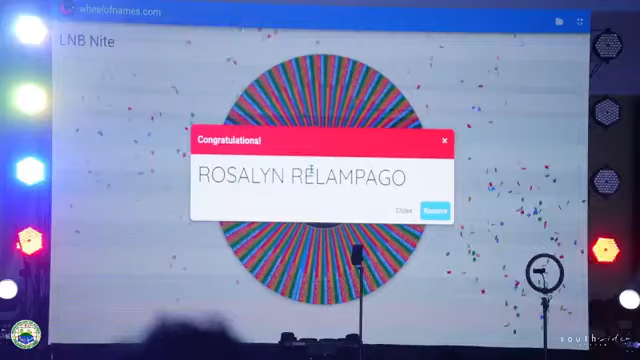 wheelofnames.com
LNB Nite
Congratulations!
×
ROSALYN RELAMPAGO
Close
Remove